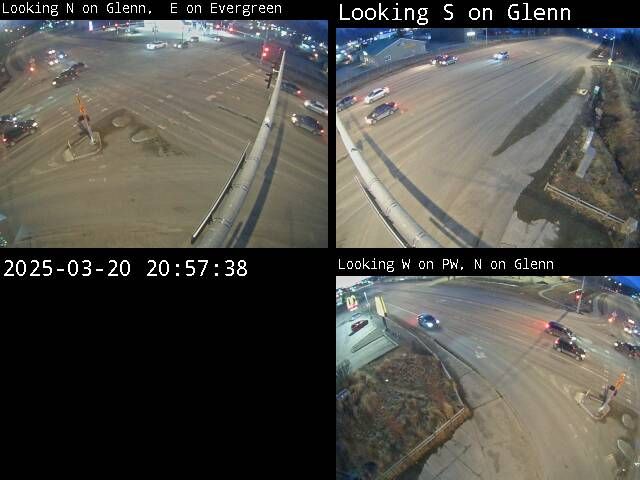 Looking N on Glenn,  E on Evergreen
Looking S on Glenn
2025-03-20 20:57:38
Looking W on PW, N on Glenn